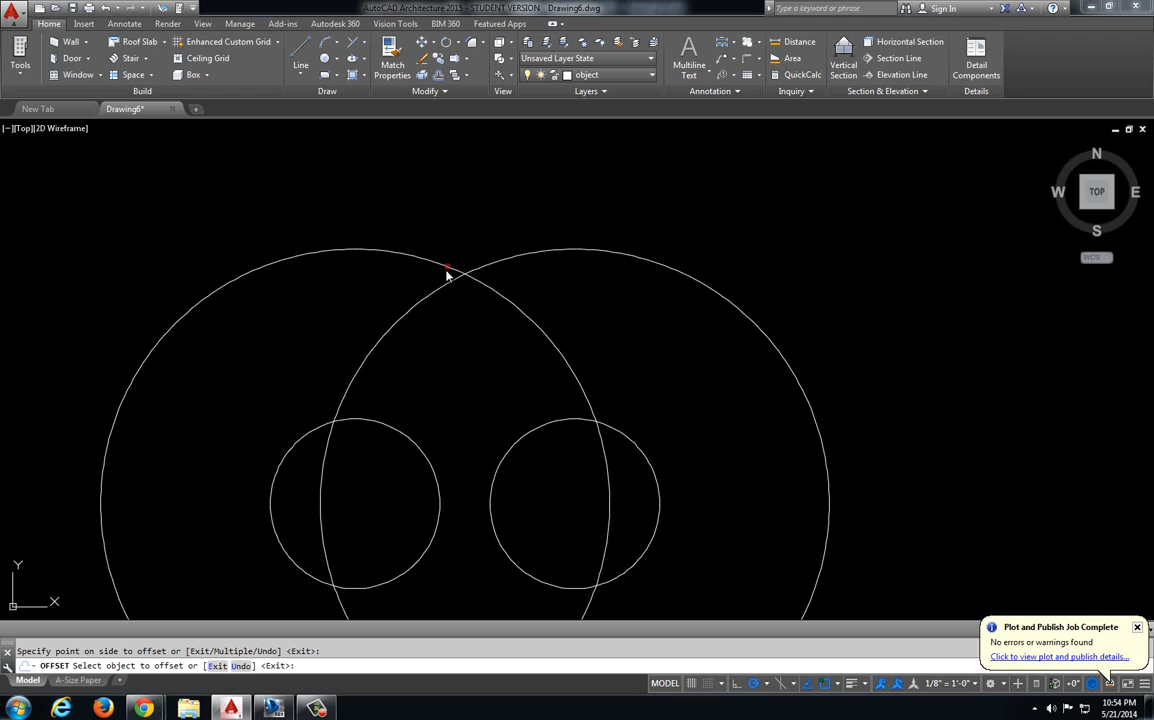 AutoCAD Architecture 2015 - STUDENT VERSION Drawing6.dwg
Type a keyword or phrase
Sign In
Home Insert Annotate Render View Manage Add-ins Autodesk 360 Vision Tools BIM 360 Featured Apps
Tools
Wall
Door
Window
Roof Slab
Stair
Space
Enhanced Custom Grid
Ceiling Grid
Box
Line
Match
Properties
Unsaved Layer State
object
Multiline
Text
Distance
Area
QuickCalc
Vertical
Section
Horizontal Section
Section Line
Elevation Line
Detail
Components
Build
Draw
Modify
View
Layers
Annotation
Inquiry
Section & Elevation
Details
New Tab
Drawing6*
[−][Top][2D Wireframe]
N
W
TOP
E
S
WCS
Y
X
Plot and Publish Job Complete
No errors or warnings found
Click to view plot and publish details...
Specify point on side to offset or [Exit/Multiple/Undo] <Exit>:
OFFSET Select object to offset or [Exit Undo] <Exit>:
Model
A-Size Paper
MODEL
1/8" = 1'-0"
+0"
10:54 PM
5/21/2014